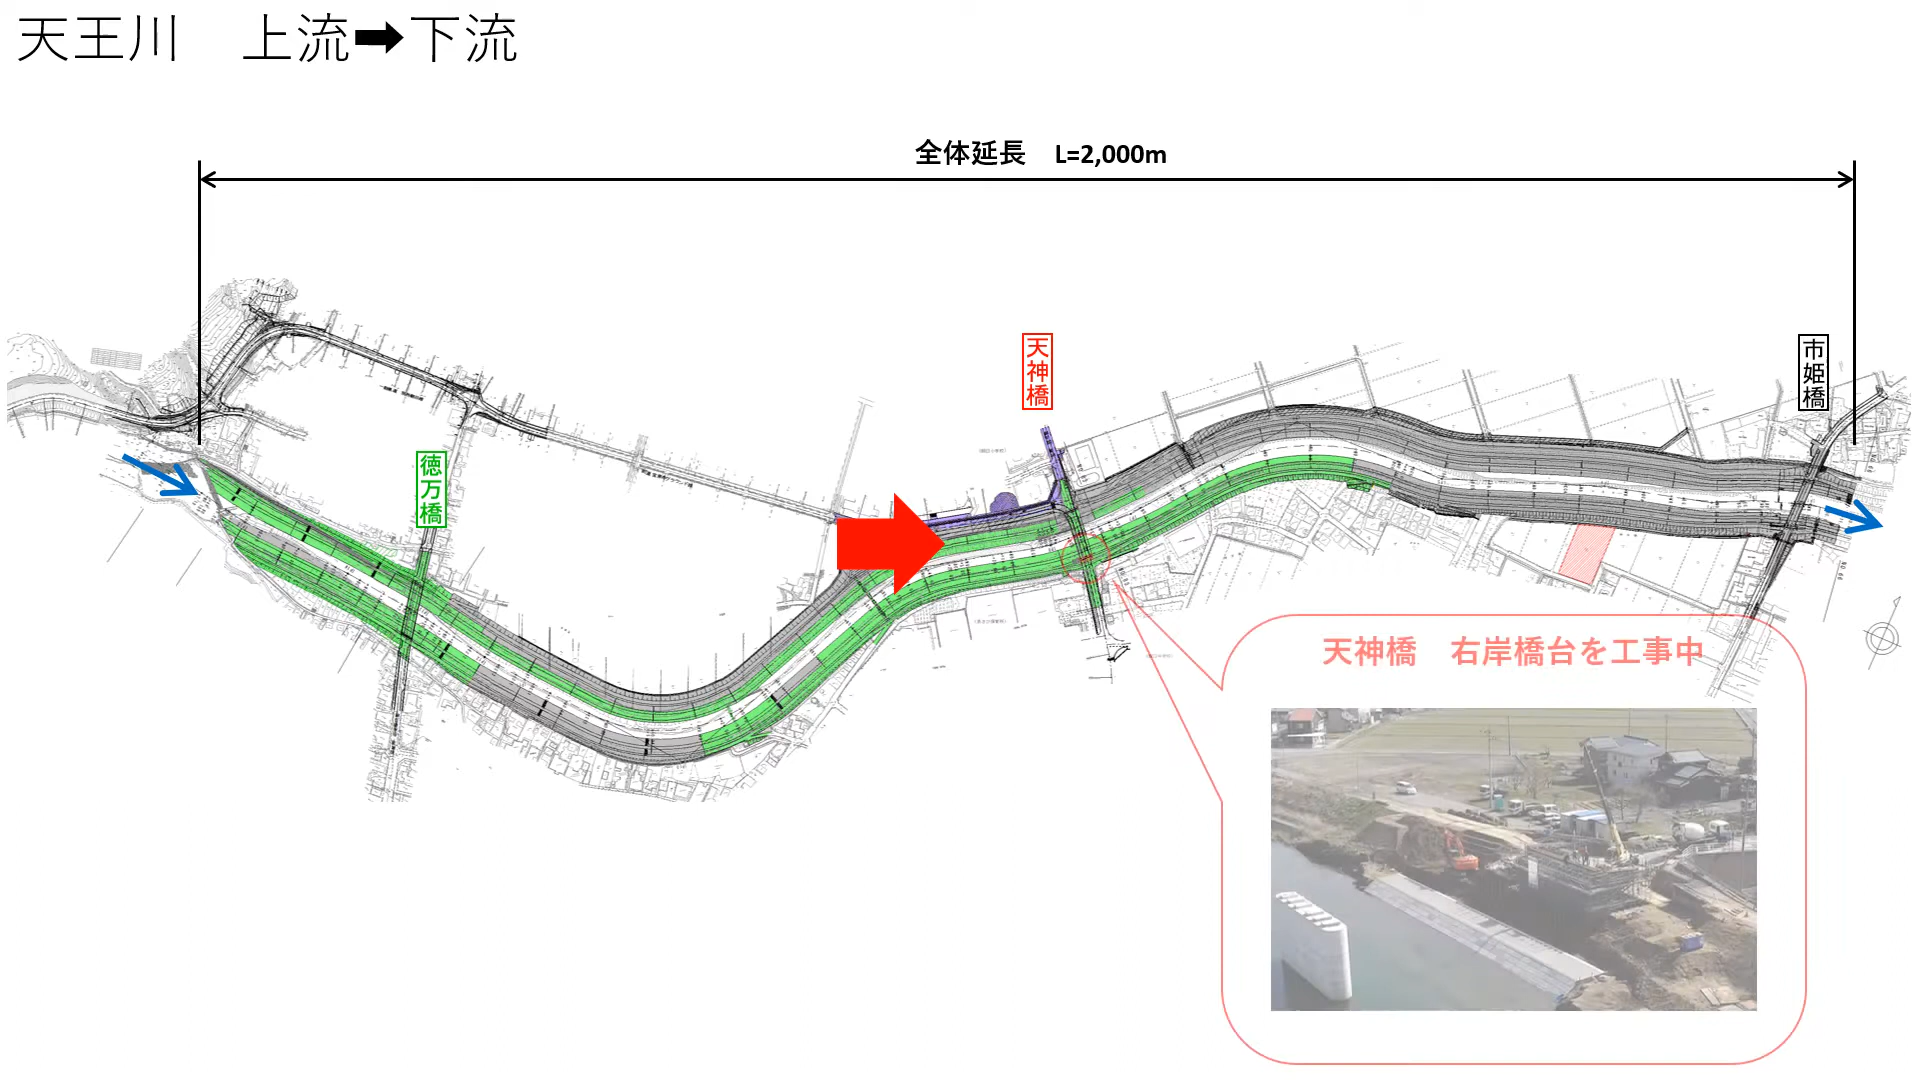 天王川　上流➡下流
全体延長　L=2,000m
天神橋
市姫橋
徳万橋
天神橋　右岸橋台を工事中